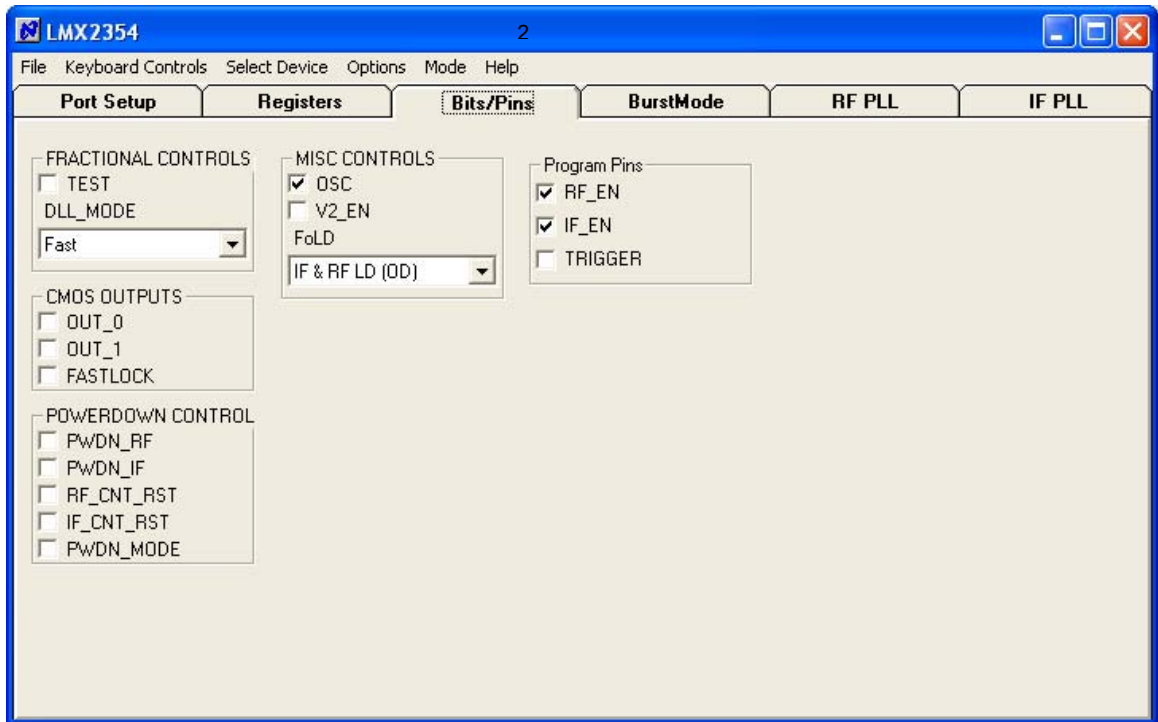 LMX2354
2
File Keyboard Controls Select Device Options Mode Help
Port Setup Registers Bits/Pins BurstMode RF PLL IF PLL
FRACTIONAL CONTROLS
TEST
DLL_MODE
Fast
CMOS OUTPUTS
OUT_0
OUT_1
FASTLOCK
POWERDOWN CONTROL
PWDN_RF
PWDN_IF
RF_CNT_RST
IF_CNT_RST
PWDN_MODE
MISC CONTROLS
OSC
V2_EN
FoLD
IF & RF LD (OD)
Program Pins
RF_EN
IF_EN
TRIGGER